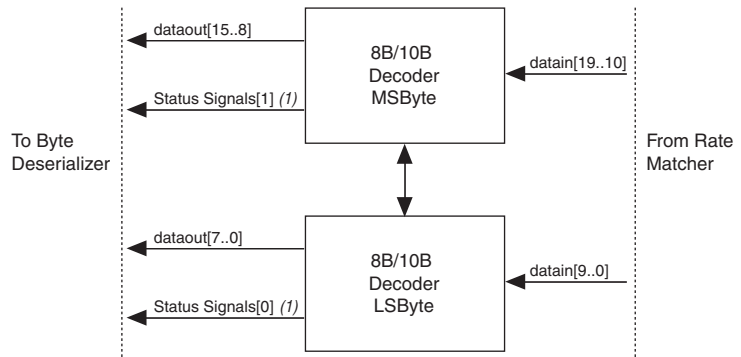 dataout[15..8]
8B/10B
Decoder
MSByte
datain[19..10]
Status Signals[1] (1)
To Byte
Deserializer
From Rate
Matcher
dataout[7..0]
8B/10B
Decoder
LSByte
datain[9..0]
Status Signals[0] (1)